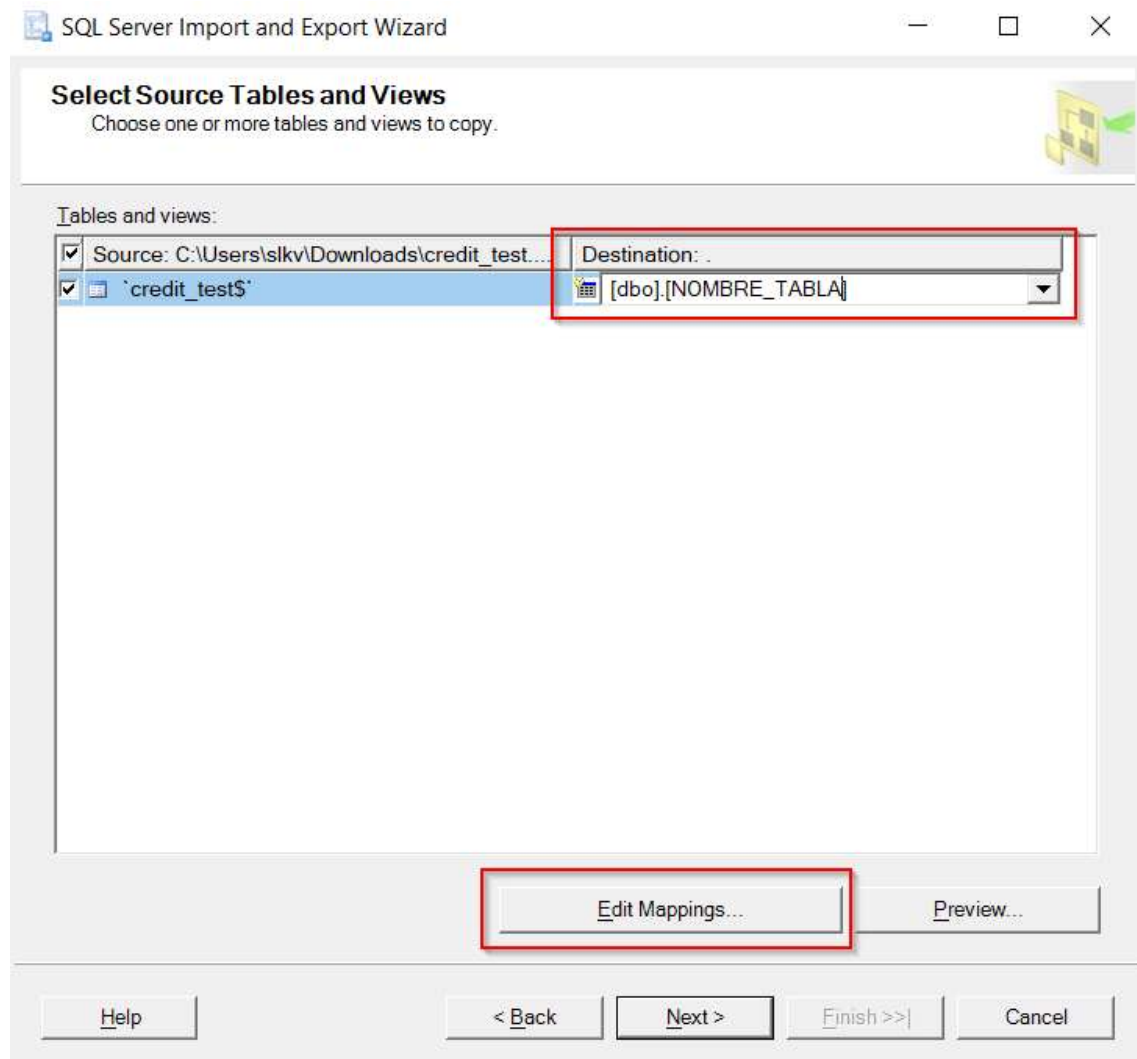 SQL Server Import and Export Wizard
Select Source Tables and Views
Choose one or more tables and views to copy.
Tables and views:
Source: C:\Users\slkv\Downloads\credit_test.... Destination: .
`credit_test$` [dbo].[NOMBRE_TABLA]
Edit Mappings... Preview...
Help < Back Next > Finish >>| Cancel